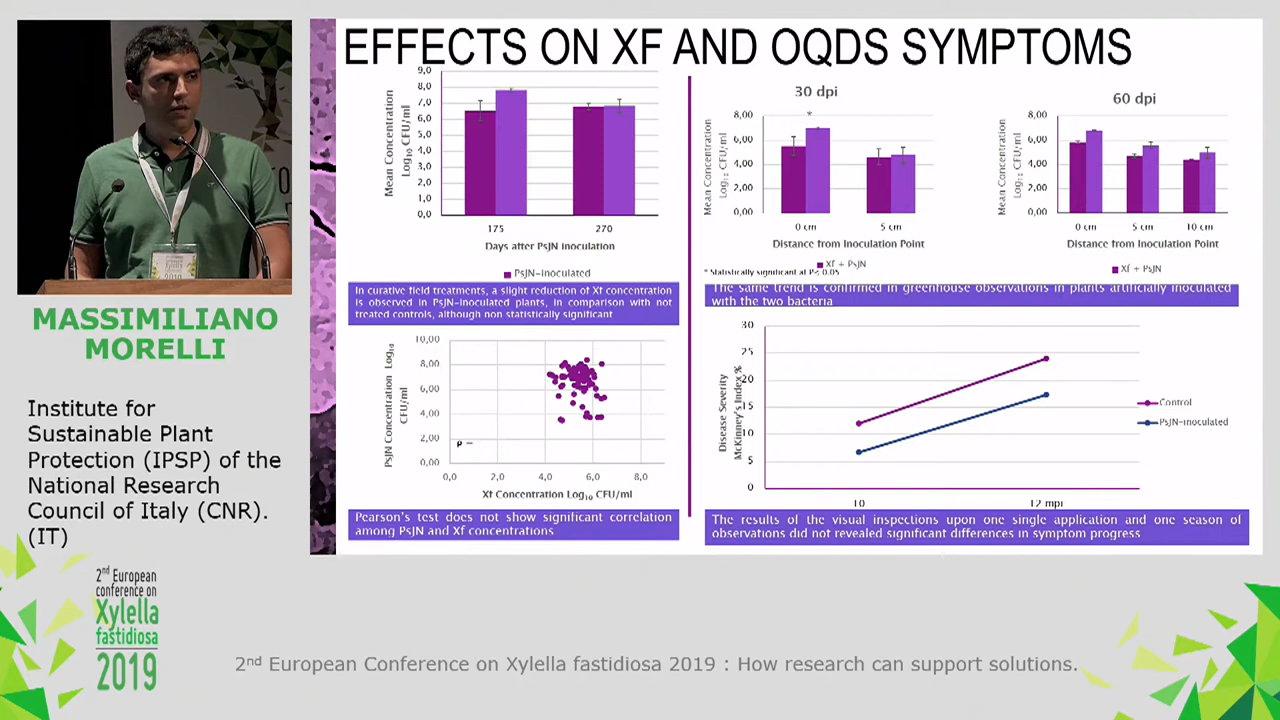 EFFECTS ON XF AND OQDS SYMPTOMS
Mean Concentration
Log10 CFU/ml
9,0
8,0
7,0
6,0
5,0
4,0
3,0
2,0
1,0
0,0
175
270
Days after PsJN inoculation
PsJN-inoculated
In curative field treatments, a slight reduction of Xf concentration
is observed in PsJN-inoculated plants, in comparison with not
treated controls, although non statistically significant
PsJN Concentration Log10
CFU/ml
10,00
8,00
6,00
4,00
2,00
0,00
ρ =
0,0
2,0
4,0
6,0
8,0
Xf Concentration Log10 CFU/ml
Pearson's test does not show significant correlation
among PsJN and Xf concentrations
30 dpi
Mean Concentration
Log10 CFU/ml
8,00
6,00
4,00
2,00
0,00
*
0 cm
5 cm
Distance from Inoculation Point
Xf + PsJN
* Statistically significant at P≤ 0.05
60 dpi
Mean Concentration
Log10 CFU/ml
8,00
6,00
4,00
2,00
0,00
0 cm
5 cm
10 cm
Distance from Inoculation Point
Xf + PsJN
The same trend is confirmed in greenhouse observations in plants artificially inoculated
with the two bacteria
Disease Severity
McKinney's Index %
30
25
20
15
10
5
0
10
12 mpi
Control
PsJN-inoculated
The results of the visual inspections upon one single application and one season of
observations did not revealed significant differences in symptom progress
MASSIMILIANO
MORELLI
Institute for
Sustainable Plant
Protection (IPSP) of the
National Research
Council of Italy (CNR).
(IT)
2nd European
conference on
Xylella
fastidiosa
2019
2nd European Conference on Xylella fastidiosa 2019 : How research can support solutions.